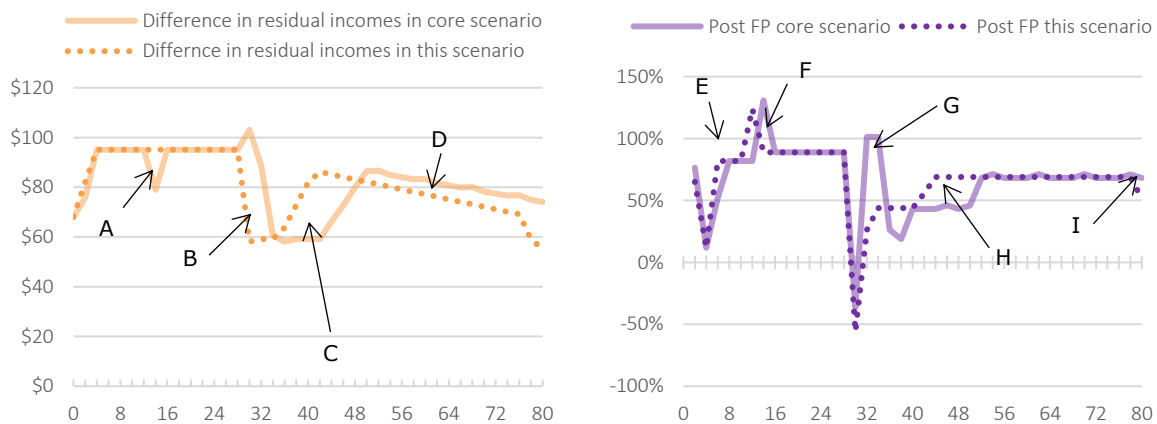 Difference in residual incomes in core scenario
Differnce in residual incomes in this scenario
$120
$100
$80
$60
$40
$20
$0
0 8 16 24 32 40 48 56 64 72 80
A
B
C
D
Post FP core scenario
Post FP this scenario
150%
100%
50%
0%
-50%
-100%
0 8 16 24 32 40 48 56 64 72 80
E
F
G
H
I